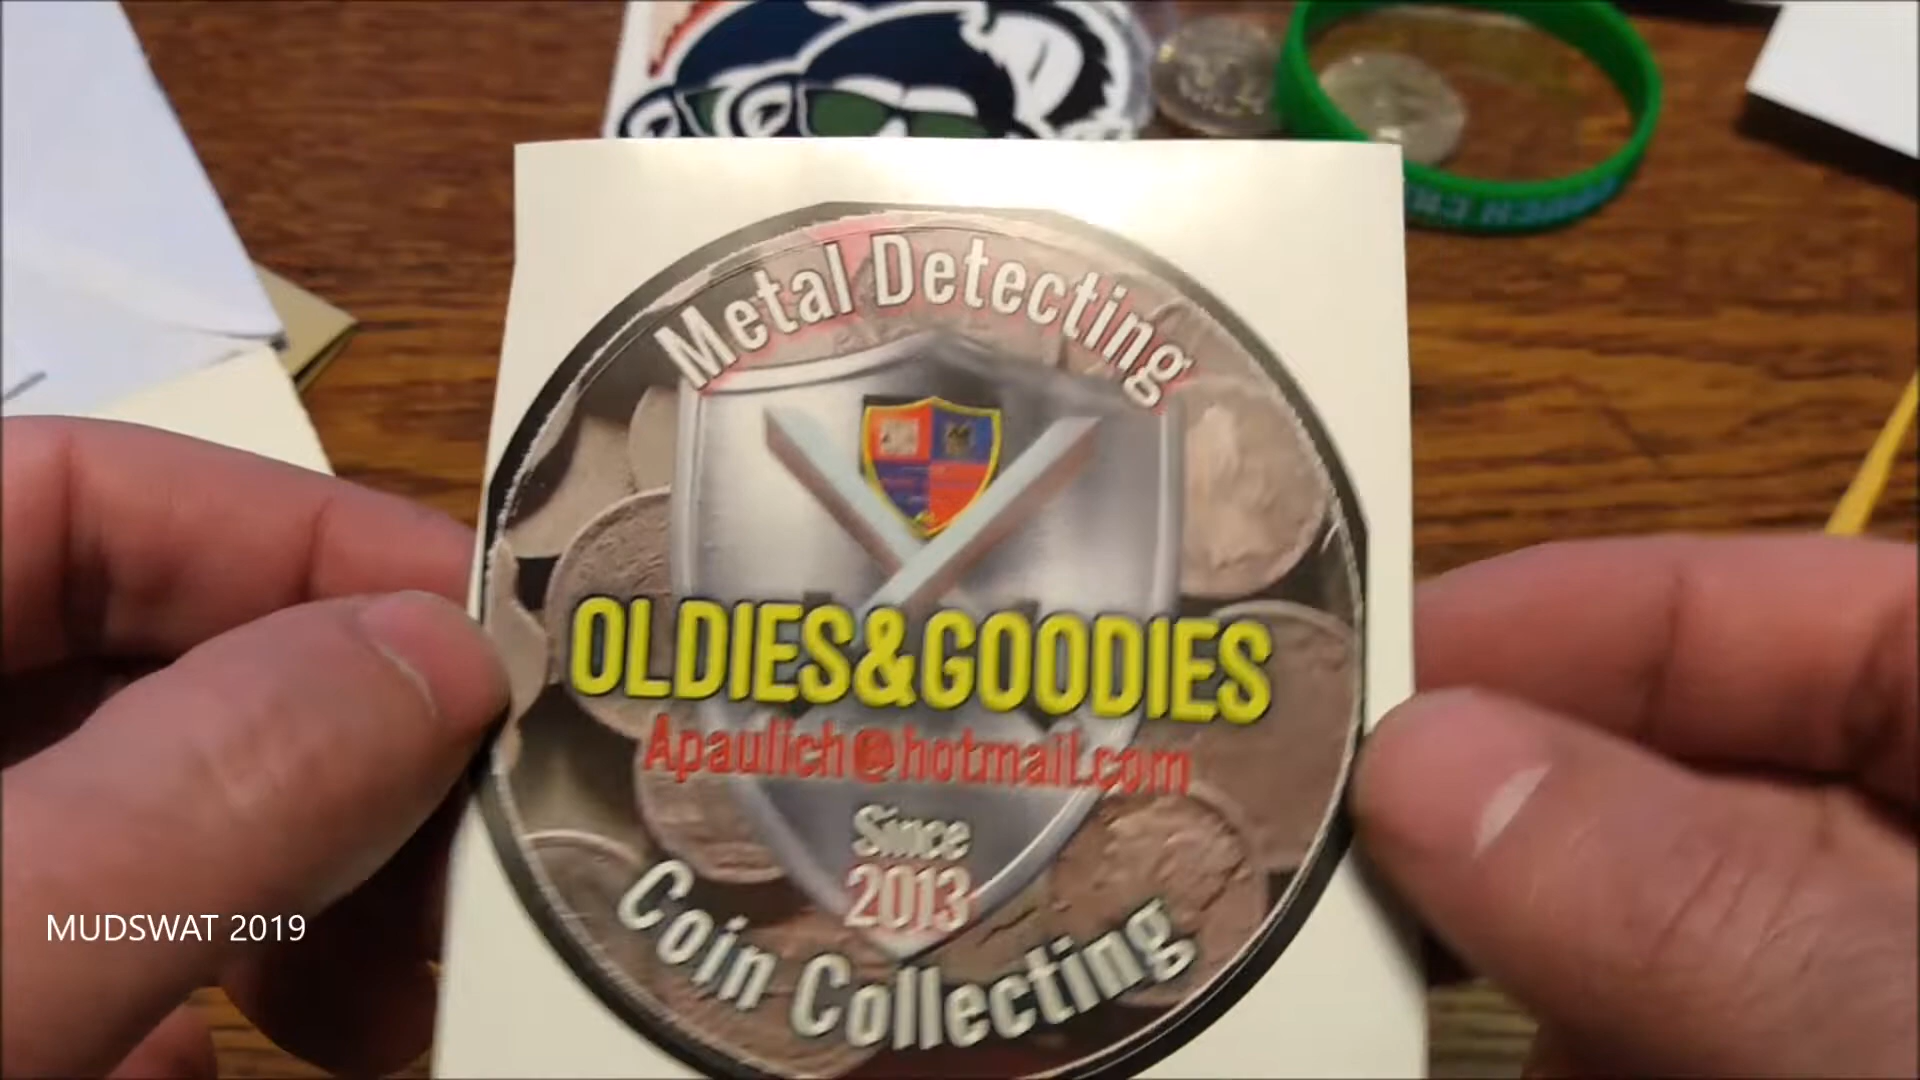 Metal Detecting
OLDIES&GOODIES
Apaulich@hotmail.com
Since
2013
Coin Collecting
MUDSWAT 2019